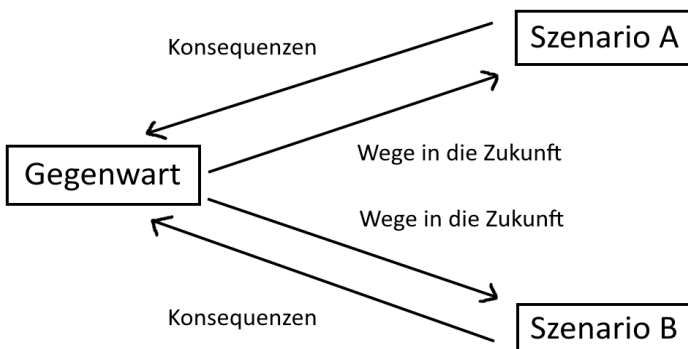 Konsequenzen
Szenario A
Wege in die Zukunft
Gegenwart
Wege in die Zukunft
Konsequenzen
Szenario B